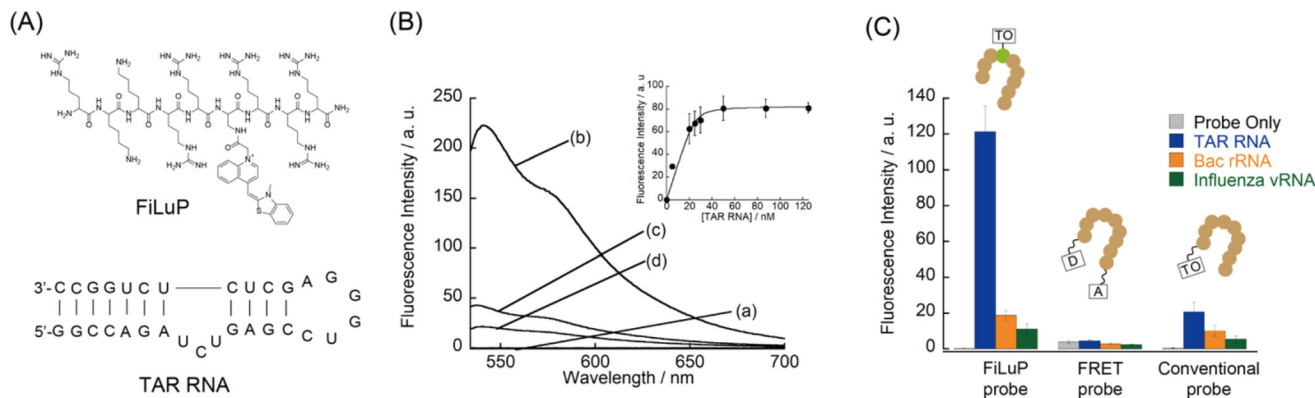 (A)
FiLuP
3'- C C G G U C U C U C G A G G G U C
5'- G G C C A G A U C U G A G C C
TAR RNA
(B)
Fluorescence Intensity / a. u.
250
200
150
100
50
0
550
600
650
700
Wavelength / nm
(b)
(c)
(d)
(a)
Fluorescence Intensity / a. u
100
80
60
40
20
0
0 20 40 60 80 100 120
[TAR RNA] / nM
(C)
Fluorescence Intensity / a. u
140
120
100
80
60
40
20
0
TO
Probe Only
TAR RNA
Bac rRNA
Influenza vRNA
D
A
TO
FiLuP probe
FRET probe
Conventional probe